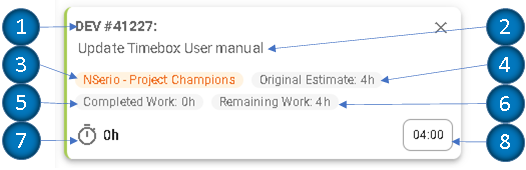 1 DEV #41227: 2
Update Timebox User manual
3 NSerio - Project Champions Original Estimate: 4h 4
5 Completed Work: 0h Remaining Work: 4h 6
7 0h 04:00 8